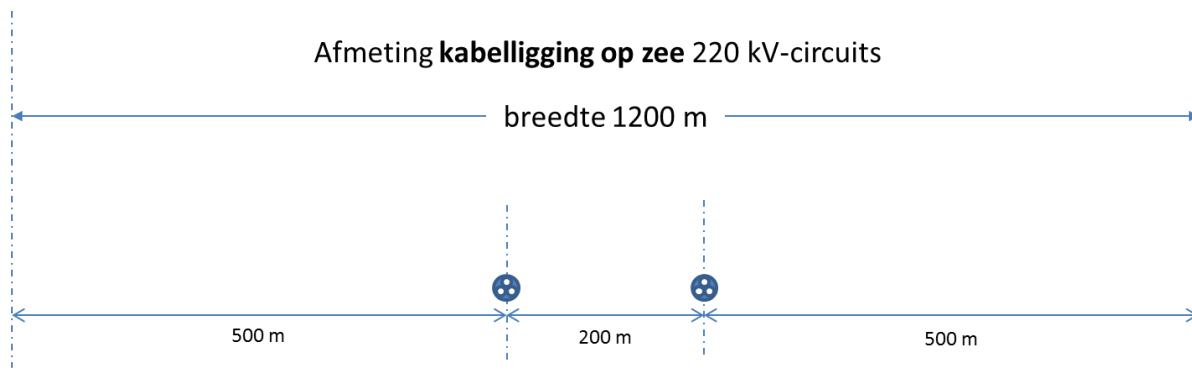 Afmeting kabelligging op zee 220 kV-circuits
breedte 1200 m
500 m
200 m
500 m